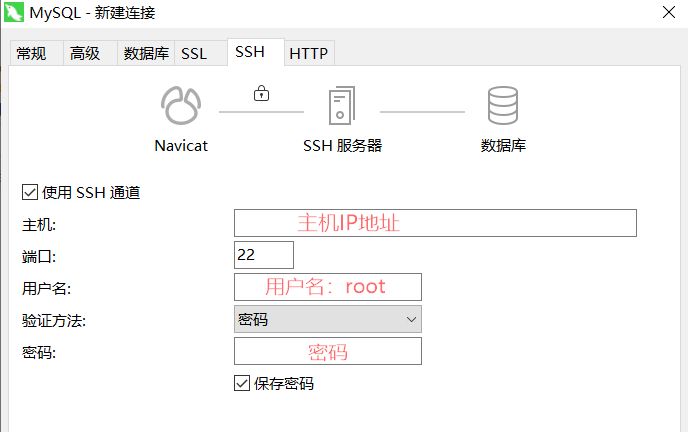 MySQL - 新建连接
常规 高级 数据库 SSL SSH HTTP
Navicat SSH 服务器 数据库
使用 SSH 通道
主机: 主机IP地址
端口: 22
用户名: 用户名：root
验证方法: 密码
密码: 密码
保存密码